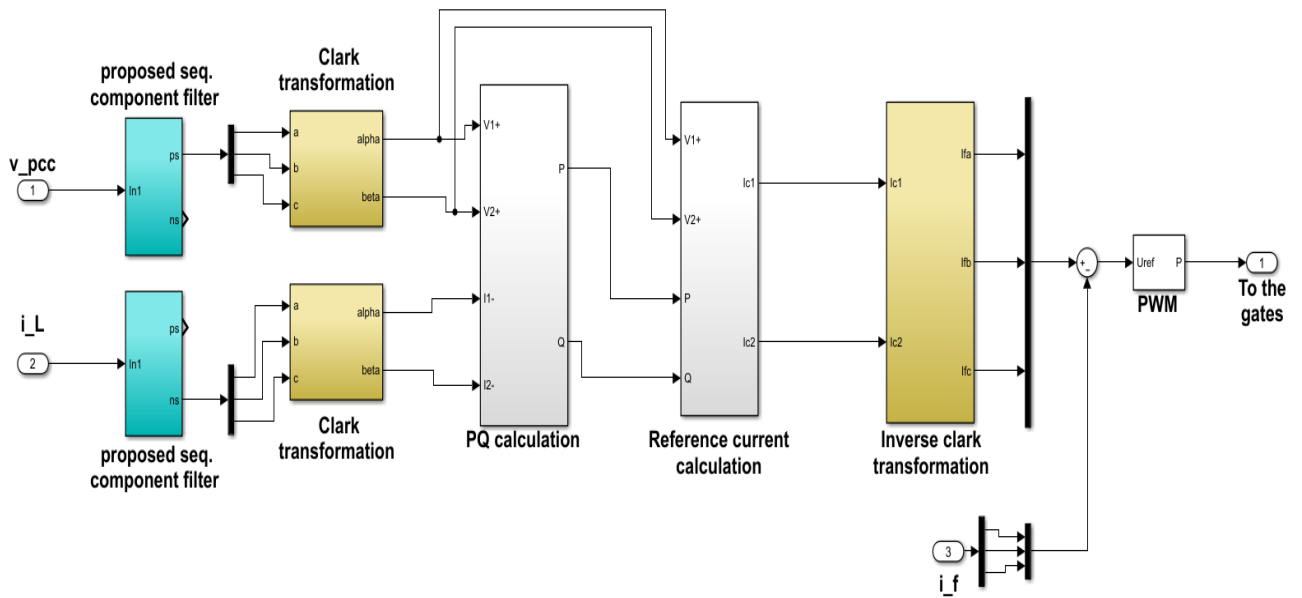 proposed seq.
component filter
Clark
transformation
v_pcc
1
In1
ps
ns
a
b
c
alpha
beta
V1+
V2+
I1-
I2-
P
Q
PQ calculation
V1+
V2+
P
Q
Ic1
Ic2
Reference current
calculation
Ic1
Ic2
Ifa
Ifb
Ifc
Inverse clark
transformation
+
-
Uref
P
PWM
1
To the
gates
i_L
2
In1
ps
ns
proposed seq.
component filter
a
b
c
alpha
beta
Clark
transformation
3
i_f